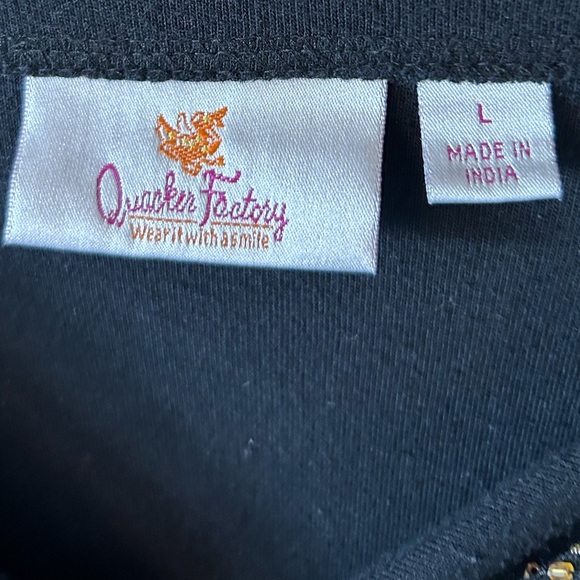 Quacker Factory
Wear it with a smile
L
MADE IN
INDIA